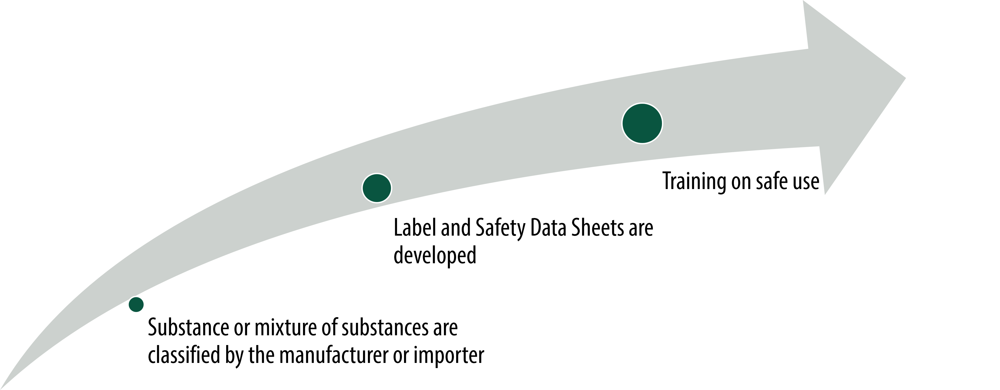 Training on safe use
Label and Safety Data Sheets are
developed
Substance or mixture of substances are
classified by the manufacturer or importer